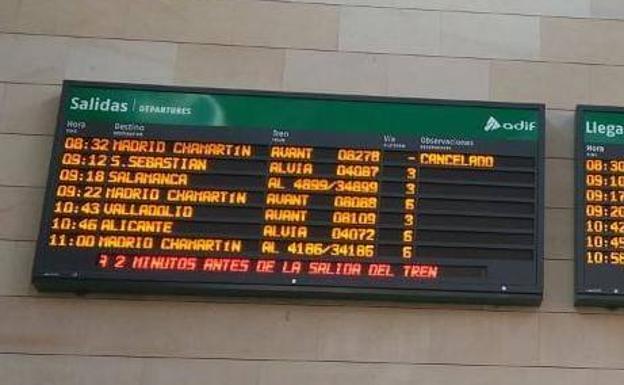 Salidas | DEPARTURES
adif
Hora Destino Tren Vía Observaciones
08:32 MADRID CHAMARTIN AVANT 08278 - CANCELADO
09:12 S.SEBASTIAN ALVIA 04087 3
09:18 SALAMANCA AL 4899/34899 3
09:22 MADRID CHAMARTIN AVANT 08088 6
10:43 VALLADOLID AVANT 08109 3
10:46 ALICANTE ALVIA 04072 6
11:00 MADRID CHAMARTIN AL 4186/34186 6
2 MINUTOS ANTES DE LA SALIDA DEL TREN
Llega
Hora
08:30
09:10
09:17
09:20
10:42
10:45
10:58